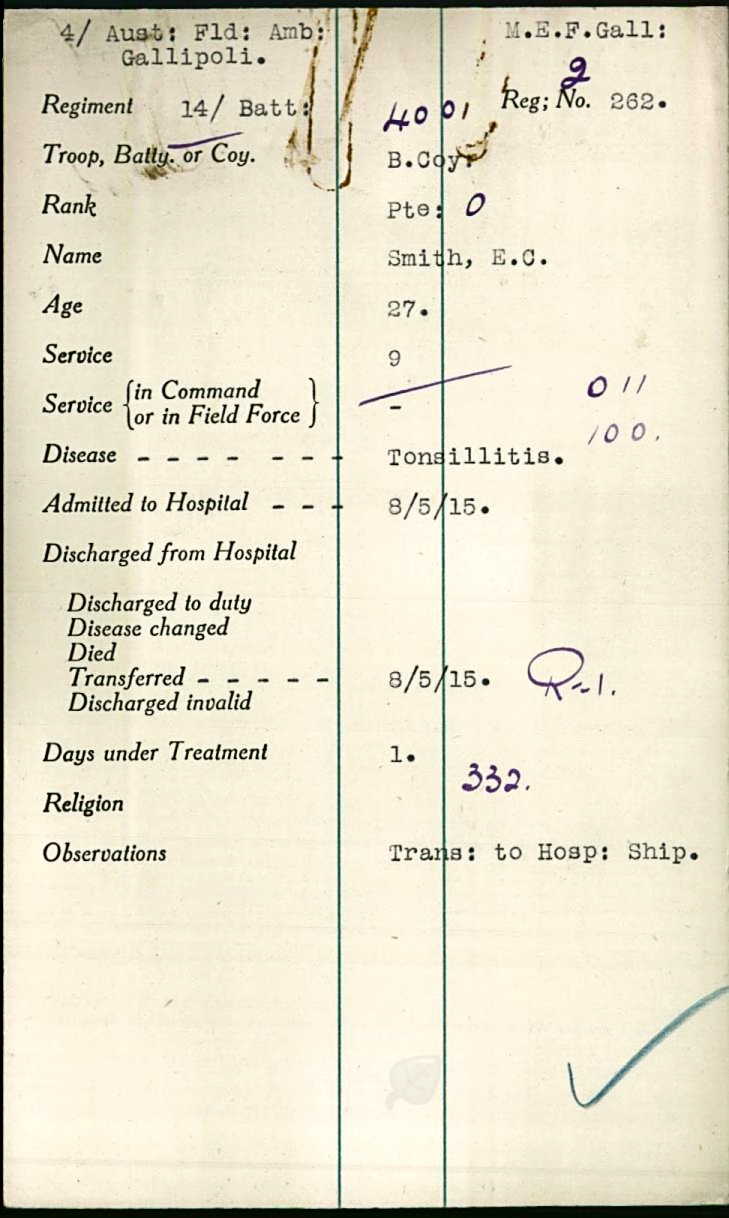 4/ Aust: Fld: Amb: M.E.F.Gall:
Gallipoli.
2
Regiment 14/ Batt: 4001 Reg; No. 262.
Troop, Batty. or Coy. B.Coy.
Rank Pte: 0
Name Smith, E.C.
Age 27.
Service 9
Service {in Command or in Field Force} - 011
100.
Disease - - - - - - - Tonsillitis.
Admitted to Hospital - - - 8/5/15.
Discharged from Hospital
Discharged to duty
Disease changed
Died
Transferred - - - - - 8/5/15. R-1.
Discharged invalid
Days under Treatment 1.
332.
Religion
Observations Trans: to Hosp: Ship.